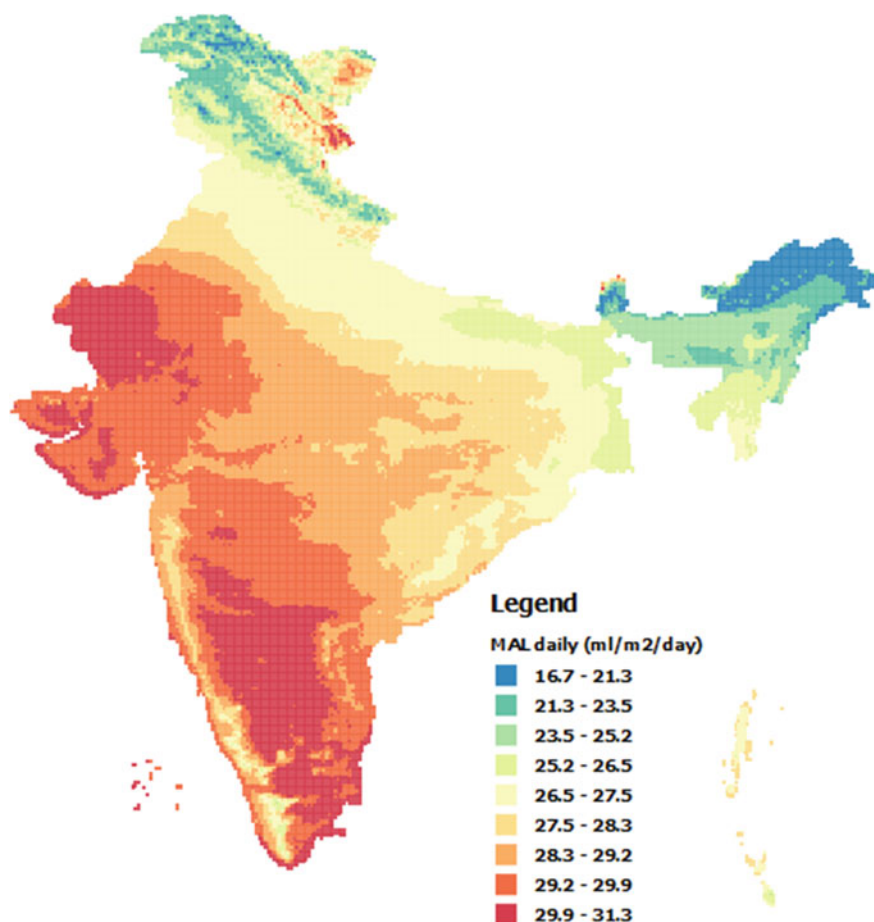 Legend
MAL daily (ml/m2/day)
16.7 - 21.3
21.3 - 23.5
23.5 - 25.2
25.2 - 26.5
26.5 - 27.5
27.5 - 28.3
28.3 - 29.2
29.2 - 29.9
29.9 - 31.3